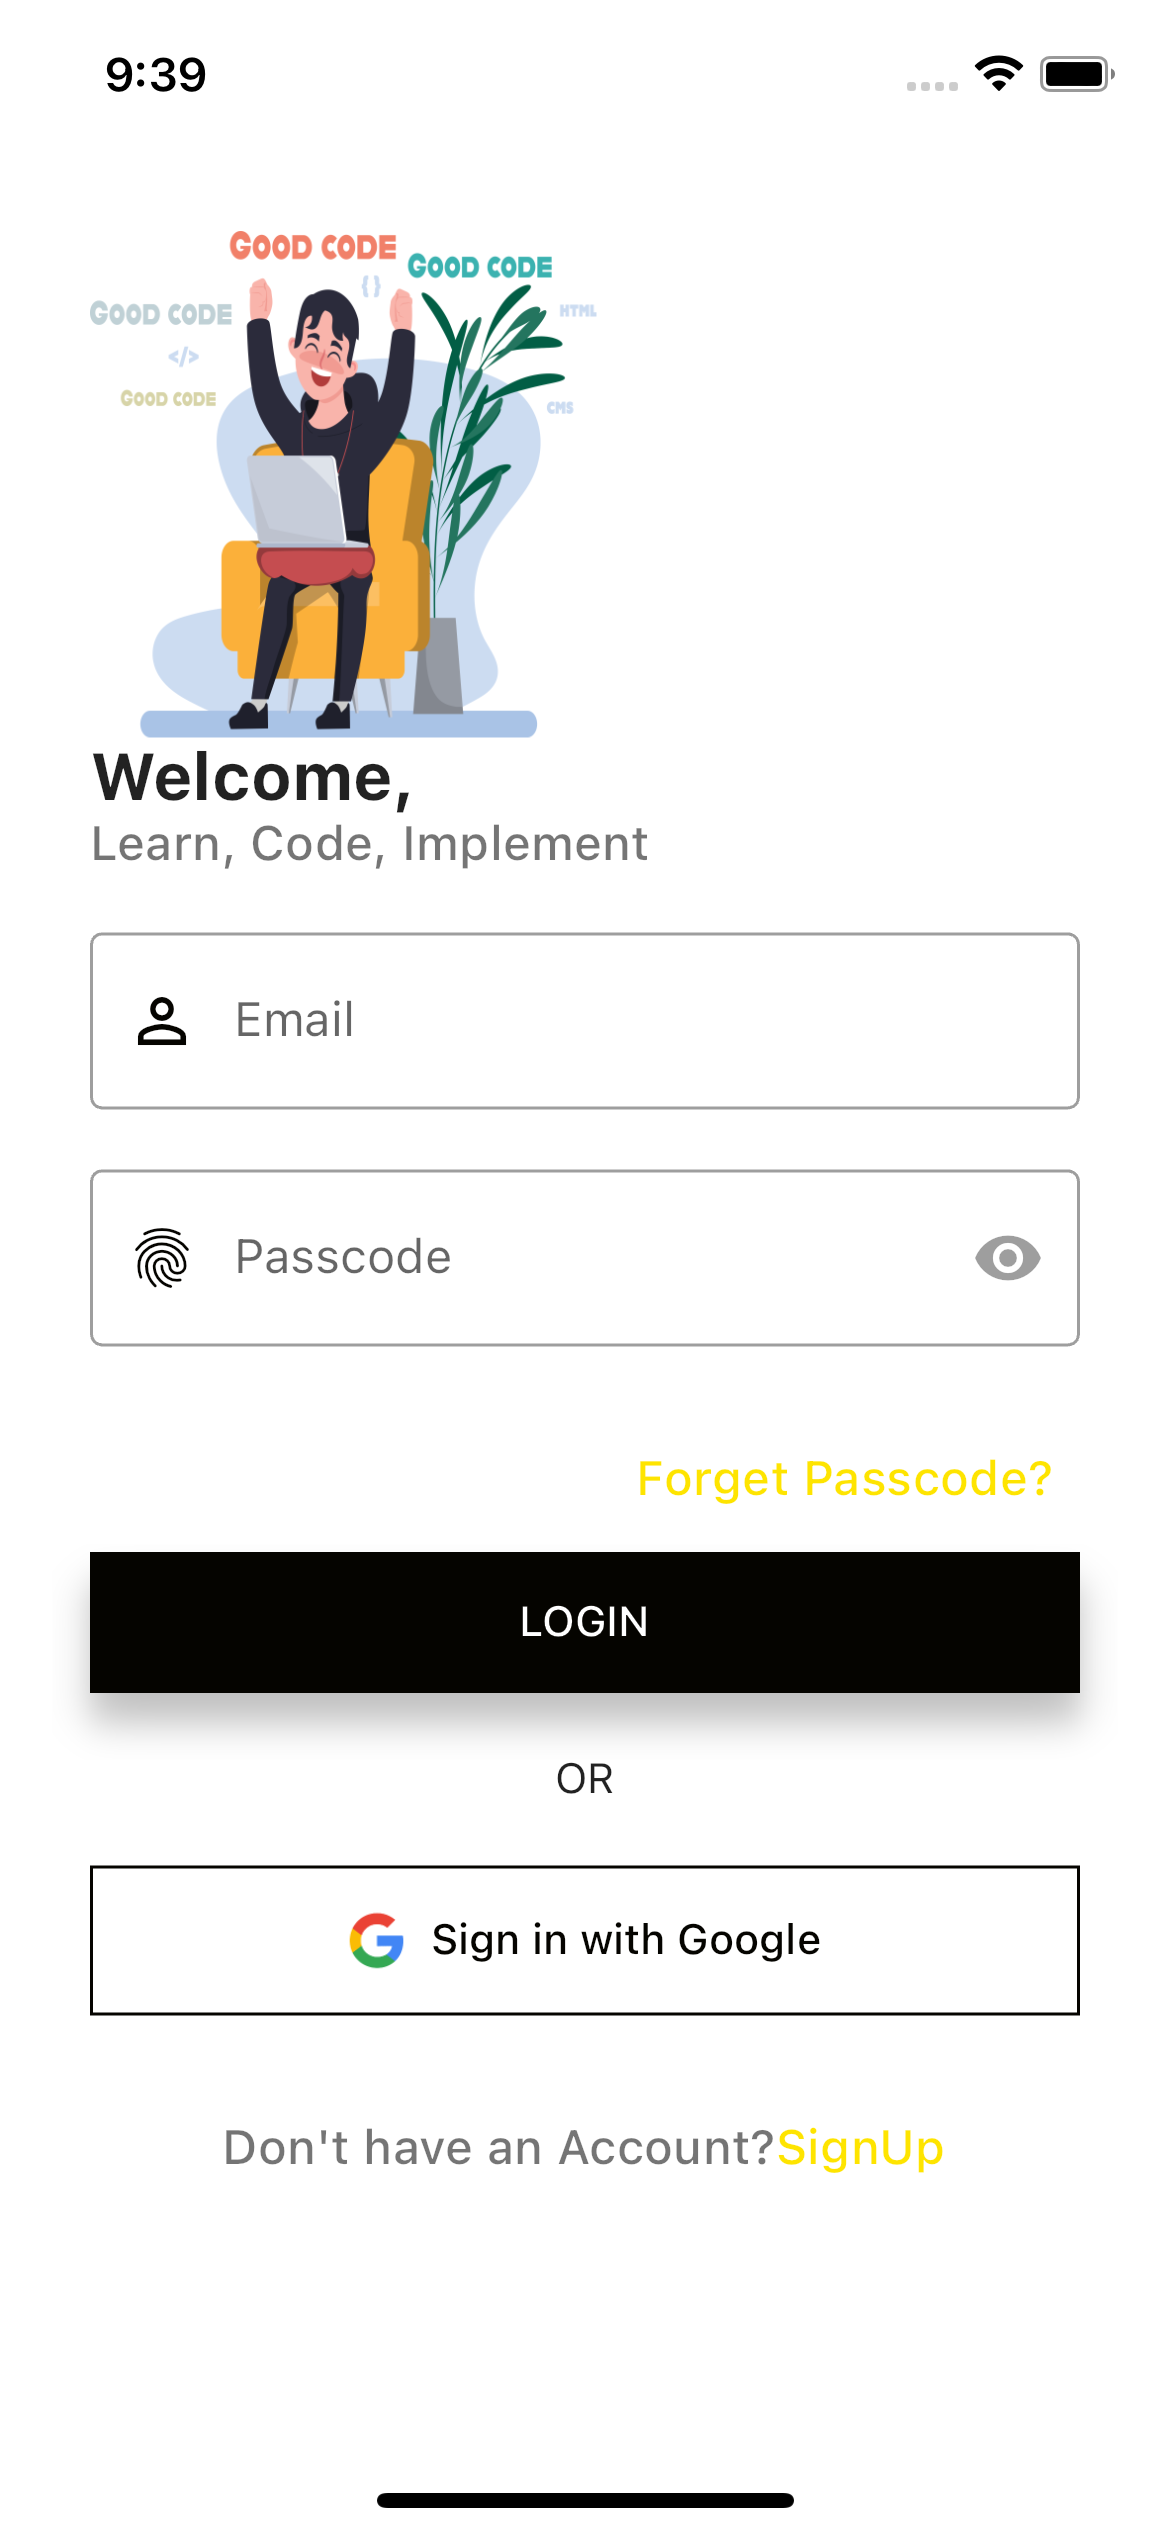 9:39
GOOD CODE
GOOD CODE
{}
GOOD CODE
HTML
</>
GOOD CODE
CMS
Welcome,
Learn, Code, Implement
Email
Passcode
Forget Passcode?
LOGIN
OR
Sign in with Google
Don't have an Account?SignUp